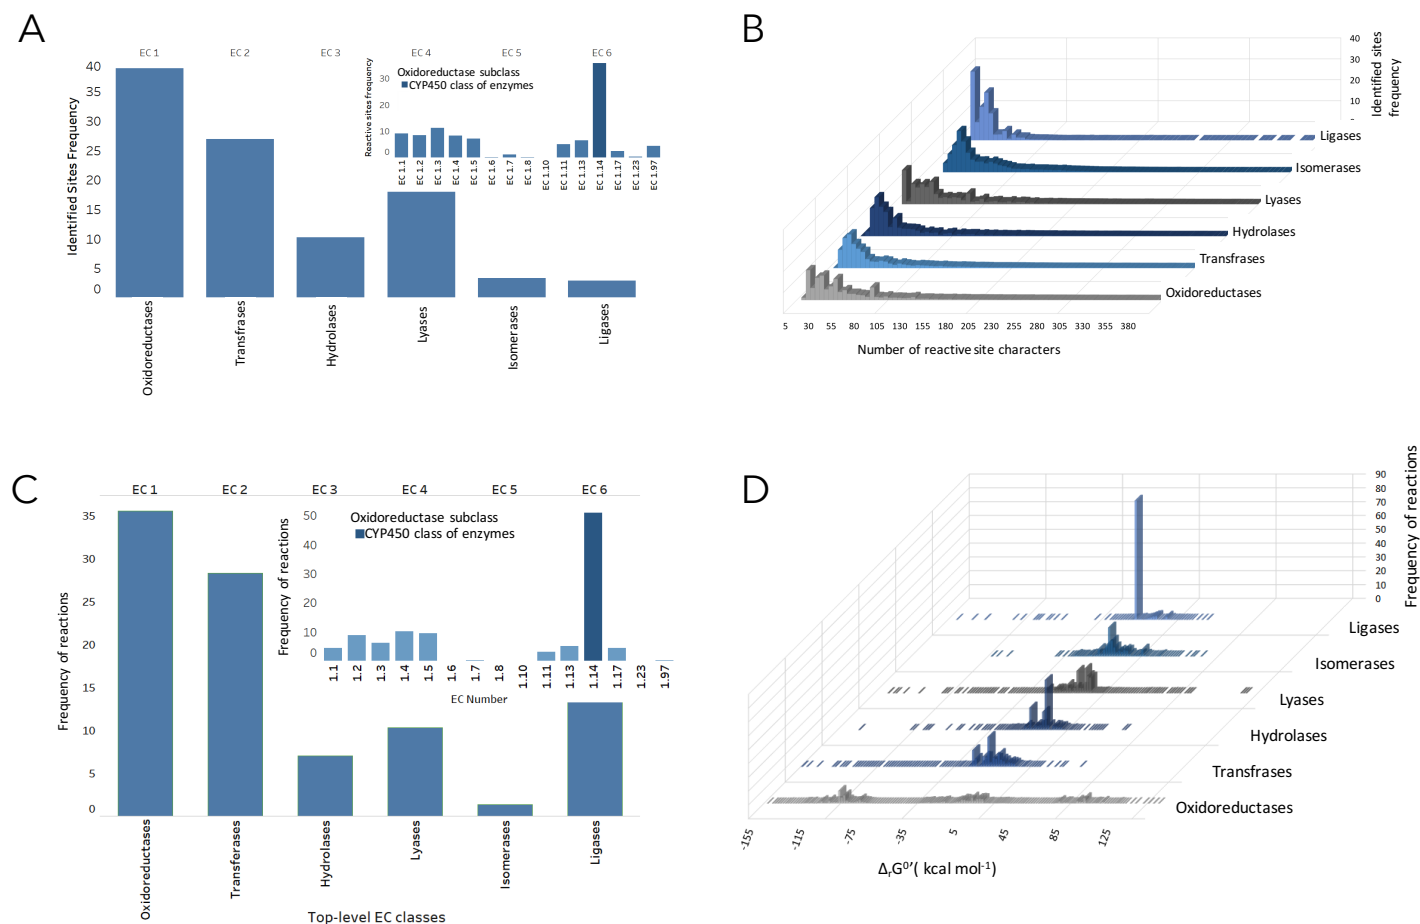 A
EC 1 EC 2 EC 3 EC 4 EC 5 EC 6
Identified Sites Frequency
40
35
30
25
20
15
10
5
0
Oxidoreductases
Transfrases
Hydrolases
Lyases
Isomerases
Ligases
Oxidoreductase subclass
CYP450 class of enzymes
Reactive sites frequency
30
20
10
0
EC 1.1
EC 1.2
EC 1.3
EC 1.4
EC 1.5
EC 1.6
EC 1.7
EC 1.8
EC 1.10
EC 1.11
EC 1.13
EC 1.14
EC 1.17
EC 1.23
EC 1.97
B
40
30
20
10
Identified sites
frequency
Ligases
Isomerases
Lyases
Hydrolases
Transfrases
Oxidoreductases
5 30 55 80 105 130 155 180 205 230 255 280 305 330 355 380
Number of reactive site characters
C
EC 1 EC 2 EC 3 EC 4 EC 5 EC 6
Frequency of reactions
35
30
25
20
15
10
5
0
Oxidoreductases
Transferases
Hydrolases
Lyases
Isomerases
Ligases
Top-level EC classes
Oxidoreductase subclass
CYP450 class of enzymes
Frequency of reactions
50
40
30
20
10
0
1.1
1.2
1.3
1.4
1.5
1.6
1.7
1.8
1.10
1.11
1.13
1.14
1.17
1.23
1.97
EC Number
D
90
80
70
60
50
40
30
20
10
0
Frequency of reactions
Ligases
Isomerases
Lyases
Hydrolases
Transfrases
Oxidoreductases
-155 -115 -75 -35 5 45 85 125
ΔrG⁰′( kcal mol⁻¹)